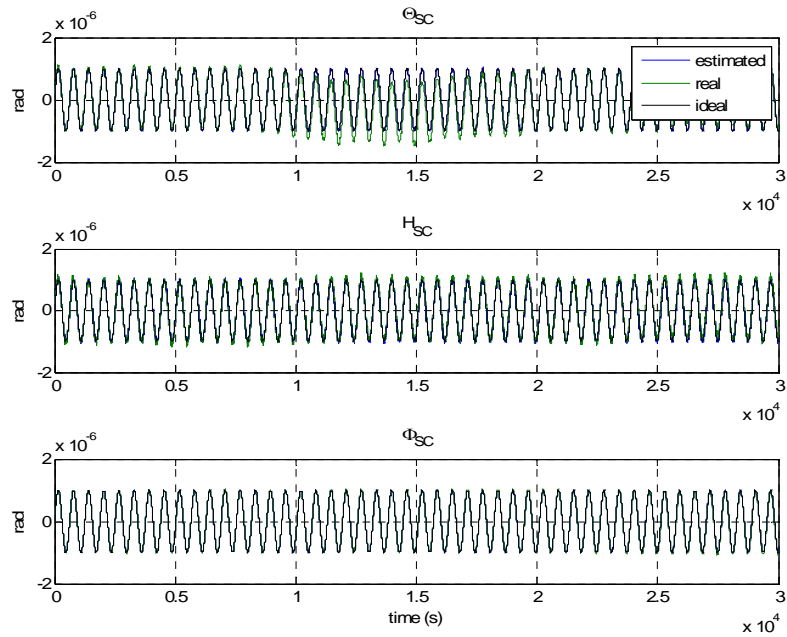 Θ_SC
x 10^-6
2
0
-2
rad
estimated
real
ideal
0 0.5 1 1.5 2 2.5 3
x 10^4
H_SC
x 10^-6
2
0
-2
rad
0 0.5 1 1.5 2 2.5 3
x 10^4
Φ_SC
x 10^-6
2
0
-2
rad
0 0.5 1 1.5 2 2.5 3
time (s)
x 10^4